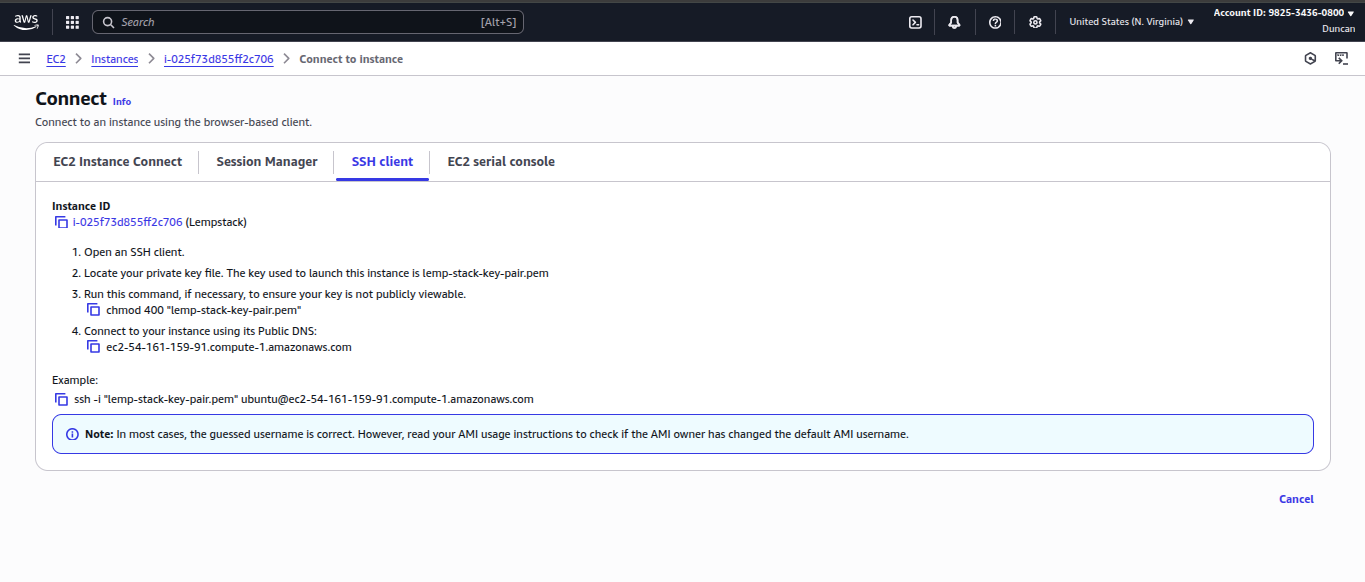 aws
Search
[Alt+S]
United States (N. Virginia)
Account ID: 9825-3436-0800
Duncan
EC2
Instances
i-025f73d855ff2c706
Connect to instance
Connect Info
Connect to an instance using the browser-based client.
EC2 Instance Connect
Session Manager
SSH client
EC2 serial console
Instance ID
i-025f73d855ff2c706 (Lempstack)
1. Open an SSH client.
2. Locate your private key file. The key used to launch this instance is lemp-stack-key-pair.pem
3. Run this command, if necessary, to ensure your key is not publicly viewable.
chmod 400 "lemp-stack-key-pair.pem"
4. Connect to your instance using its Public DNS:
ec2-54-161-159-91.compute-1.amazonaws.com
Example:
ssh -i "lemp-stack-key-pair.pem" ubuntu@ec2-54-161-159-91.compute-1.amazonaws.com
Note: In most cases, the guessed username is correct. However, read your AMI usage instructions to check if the AMI owner has changed the default AMI username.
Cancel